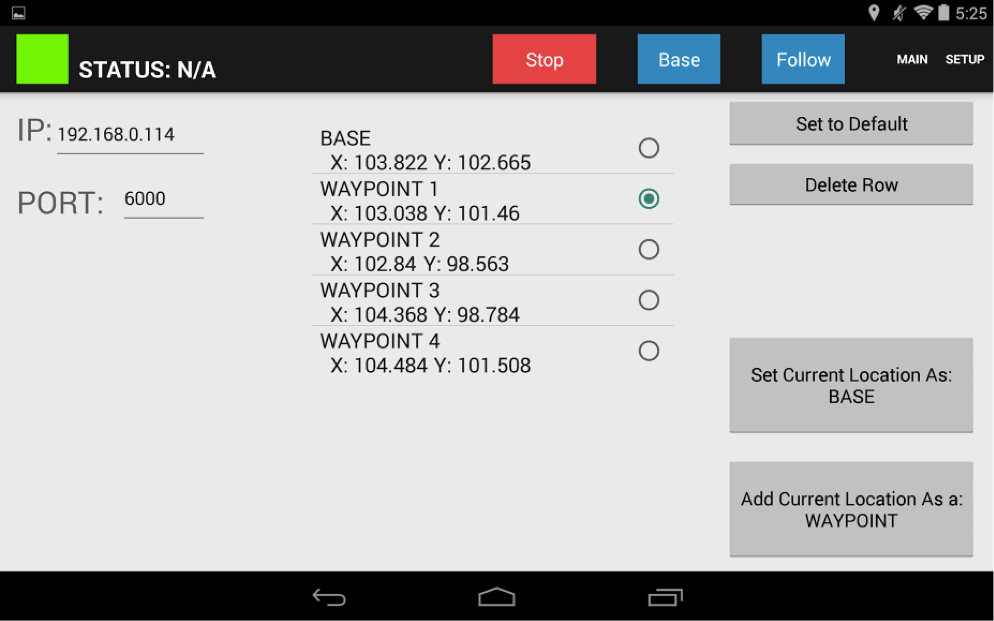 5:25
STATUS: N/A
Stop
Base
Follow
MAIN
SETUP
IP: 192.168.0.114
PORT: 6000
BASE
X: 103.822 Y: 102.665
WAYPOINT 1
X: 103.038 Y: 101.46
WAYPOINT 2
X: 102.84 Y: 98.563
WAYPOINT 3
X: 104.368 Y: 98.784
WAYPOINT 4
X: 104.484 Y: 101.508
Set to Default
Delete Row
Set Current Location As:
BASE
Add Current Location As a:
WAYPOINT